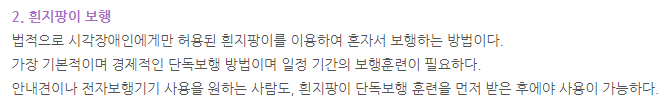 2. 흰지팡이 보행
법적으로 시각장애인에게만 허용된 흰지팡이를 이용하여 혼자서 보행하는 방법이다.
가장 기본적이며 경제적인 단독보행 방법이며 일정 기간의 보행훈련이 필요하다.
안내견이나 전자보행기기 사용을 원하는 사람도, 흰지팡이 단독보행 훈련을 먼저 받은 후에야 사용이 가능하다.